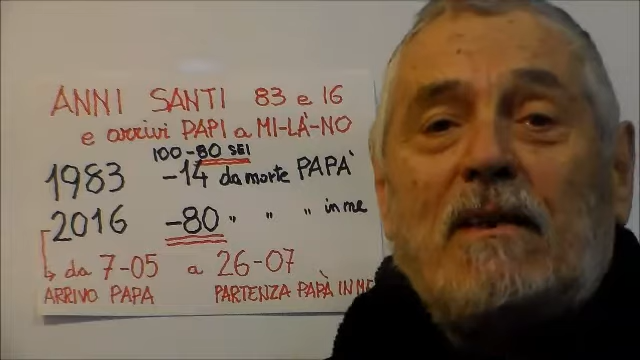 ANNI SANTI 83 e 16
e arrivi PAPI a MI-LÀ-NO
100-80 SEI
1983 -14 da morte PAPÀ
2016 -80 " " " in me
da 7-05 a 26-07
ARRIVO PAPA PARTENZA PAPÀ IN ME